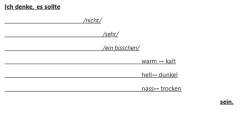 Ich denke, es sollte
/nicht/
/sehr/
/ein bisschen/
warm ↔ kalt
hell↔ dunkel
nass↔ trocken
sein.